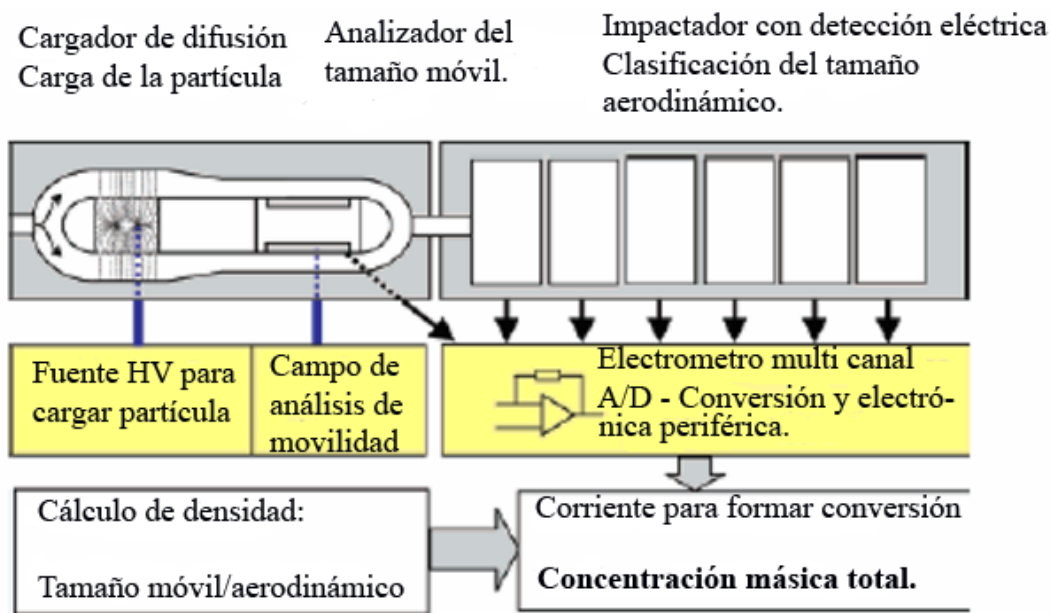 Cargador de difusión
Carga de la partícula
Analizador del
tamaño móvil.
Impactador con detección eléctrica
Clasificación del tamaño
aerodinámico.
Fuente HV para
cargar partícula
Campo de
análisis de
movilidad
Electrometro multi canal
A/D - Conversión y electró-
nica periférica.
Cálculo de densidad:
Tamaño móvil/aerodinámico
Corriente para formar conversión
Concentración másica total.